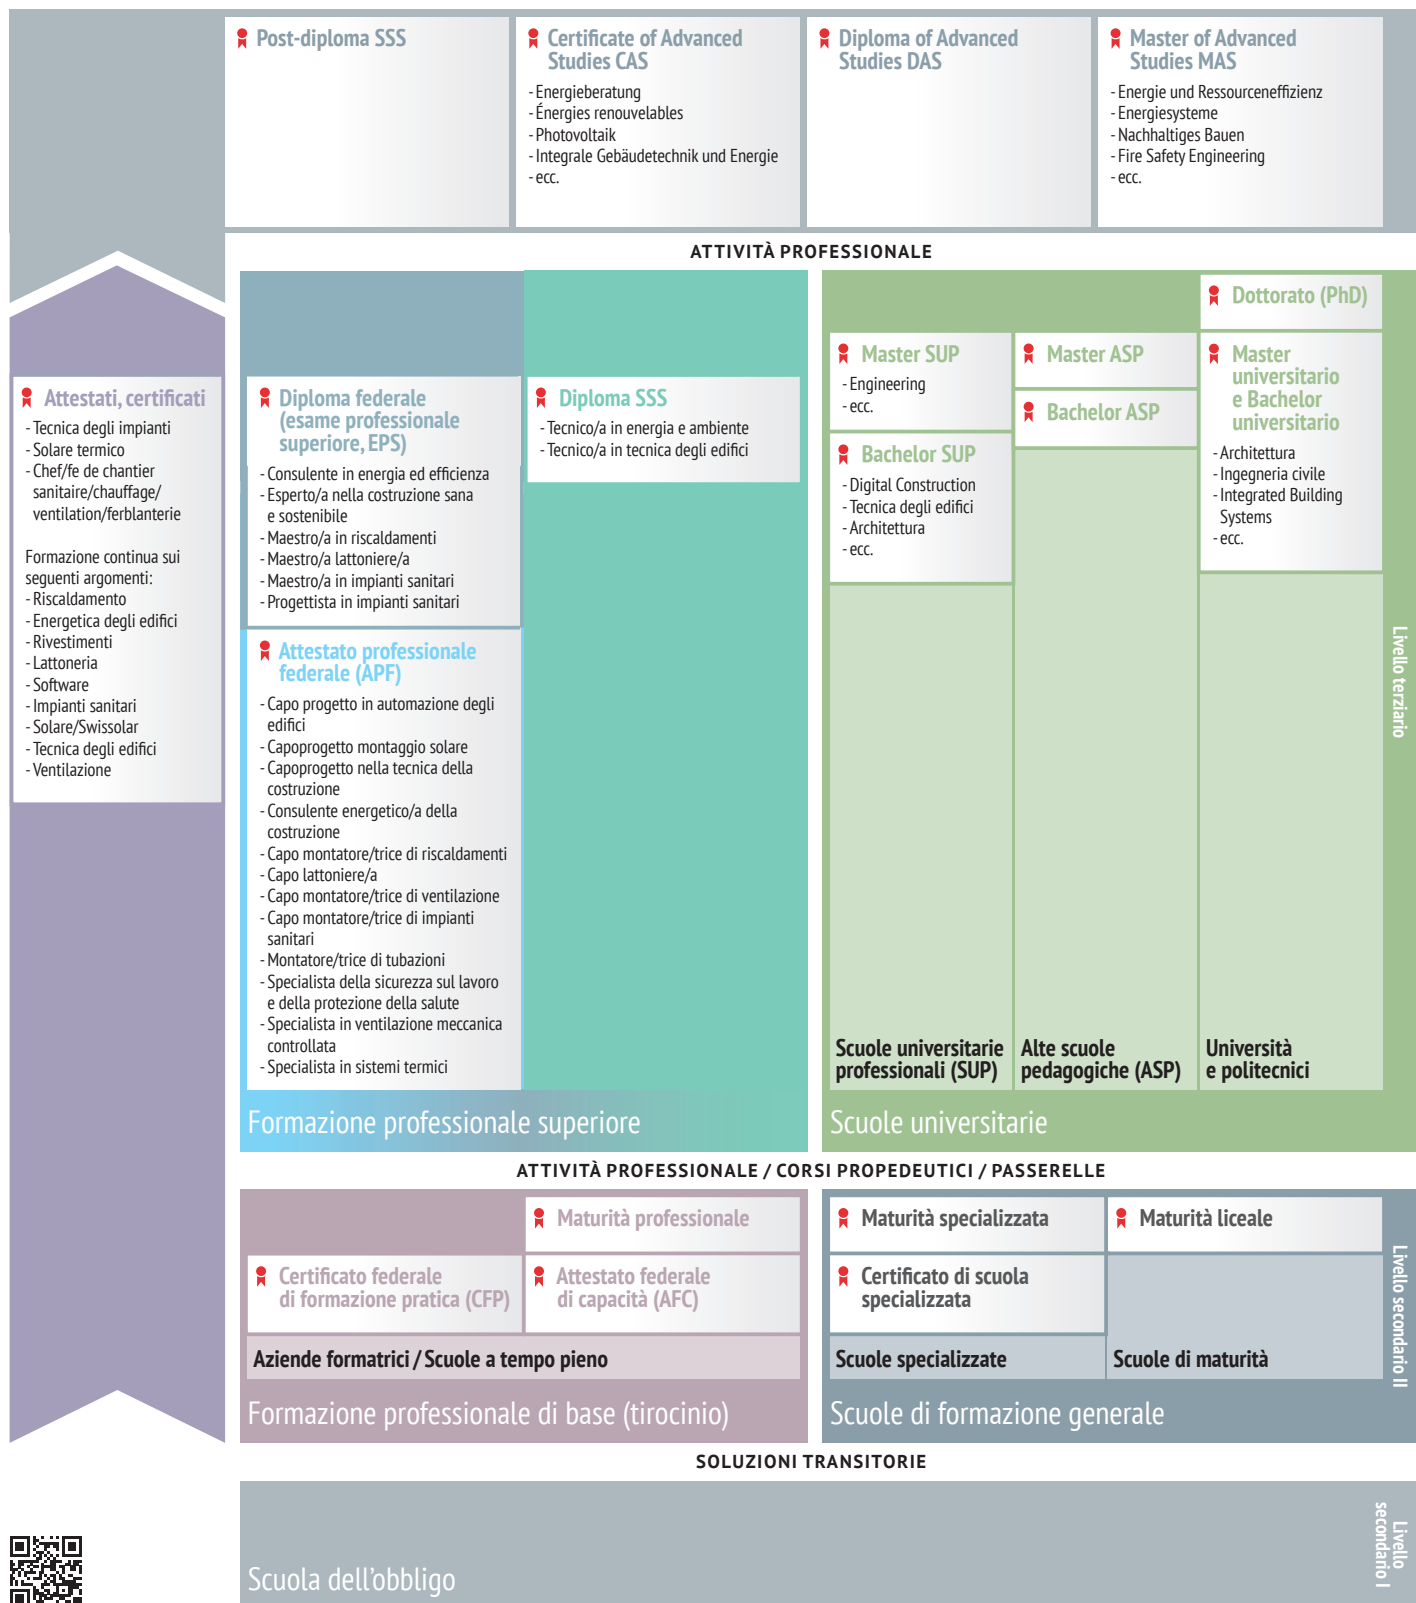 Post-diploma SSS
Certificate of Advanced
Studies CAS
- Energieberatung
- Énergies renouvelables
- Photovoltaik
- Integrale Gebäudetechnik und Energie
- ecc.
Diploma of Advanced
Studies DAS
Master of Advanced
Studies MAS
- Energie und Ressourceneffizienz
- Energiesysteme
- Nachhaltiges Bauen
- Fire Safety Engineering
- ecc.
ATTIVITÀ PROFESSIONALE
Attestati, certificati
- Tecnica degli impianti
- Solare termico
- Chef/fe de chantier
sanitaire/chauffage/
ventilation/ferblanterie
Formazione continua sui
seguenti argomenti:
- Riscaldamento
- Energetica degli edifici
- Rivestimenti
- Lattoneria
- Software
- Impianti sanitari
- Solare/Swissolar
- Tecnica degli edifici
- Ventilazione
Diploma federale
(esame professionale
superiore, EPS)
- Consulente in energia ed efficienza
- Esperto/a nella costruzione sana
e sostenibile
- Maestro/a in riscaldamenti
- Maestro/a lattoniere/a
- Maestro/a in impianti sanitari
- Progettista in impianti sanitari
Attestato professionale
federale (APF)
- Capo progetto in automazione degli
edifici
- Capoprogetto montaggio solare
- Capoprogetto nella tecnica della
costruzione
- Consulente energetico/a della
costruzione
- Capo montatore/trice di riscaldamenti
- Capo lattoniere/a
- Capo montatore/trice di ventilazione
- Capo montatore/trice di impianti
sanitari
- Montatore/trice di tubazioni
- Specialista della sicurezza sul lavoro
e della protezione della salute
- Specialista in ventilazione meccanica
controllata
- Specialista in sistemi termici
Diploma SSS
- Tecnico/a in energia e ambiente
- Tecnico/a in tecnica degli edifici
Formazione professionale superiore
Master SUP
- Engineering
- ecc.
Bachelor SUP
- Digital Construction
- Tecnica degli edifici
- Architettura
- ecc.
Scuole universitarie
professionali (SUP)
Master ASP
Bachelor ASP
Alte scuole
pedagogiche (ASP)
Dottorato (PhD)
Master
universitario
e Bachelor
universitario
- Architettura
- Ingegneria civile
- Integrated Building
Systems
- ecc.
Università
e politecnici
Scuole universitarie
Livello terziario
ATTIVITÀ PROFESSIONALE / CORSI PROPEDEUTICI / PASSERELLE
Maturità professionale
Certificato federale
di formazione pratica (CFP)
Attestato federale
di capacità (AFC)
Aziende formatrici / Scuole a tempo pieno
Formazione professionale di base (tirocinio)
Maturità specializzata
Maturità liceale
Certificato di scuola
specializzata
Scuole specializzate
Scuole di maturità
Scuole di formazione generale
Livello secondario II
SOLUZIONI TRANSITORIE
Scuola dell'obbligo
Livello
secondario I